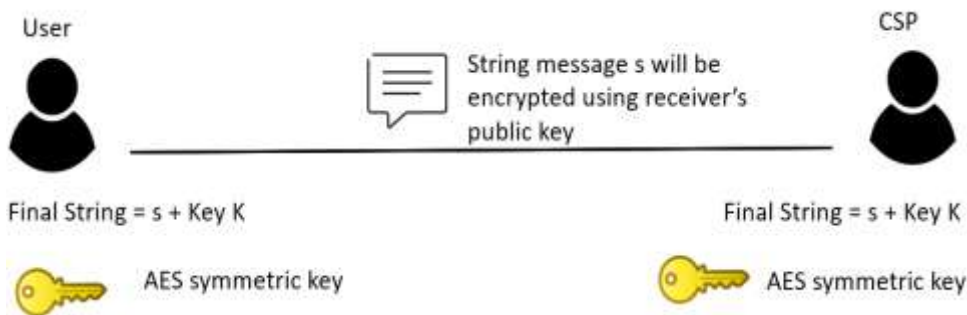 User
CSP
String message s will be
encrypted using receiver's
public key
Final String = s + Key K
Final String = s + Key K
AES symmetric key
AES symmetric key